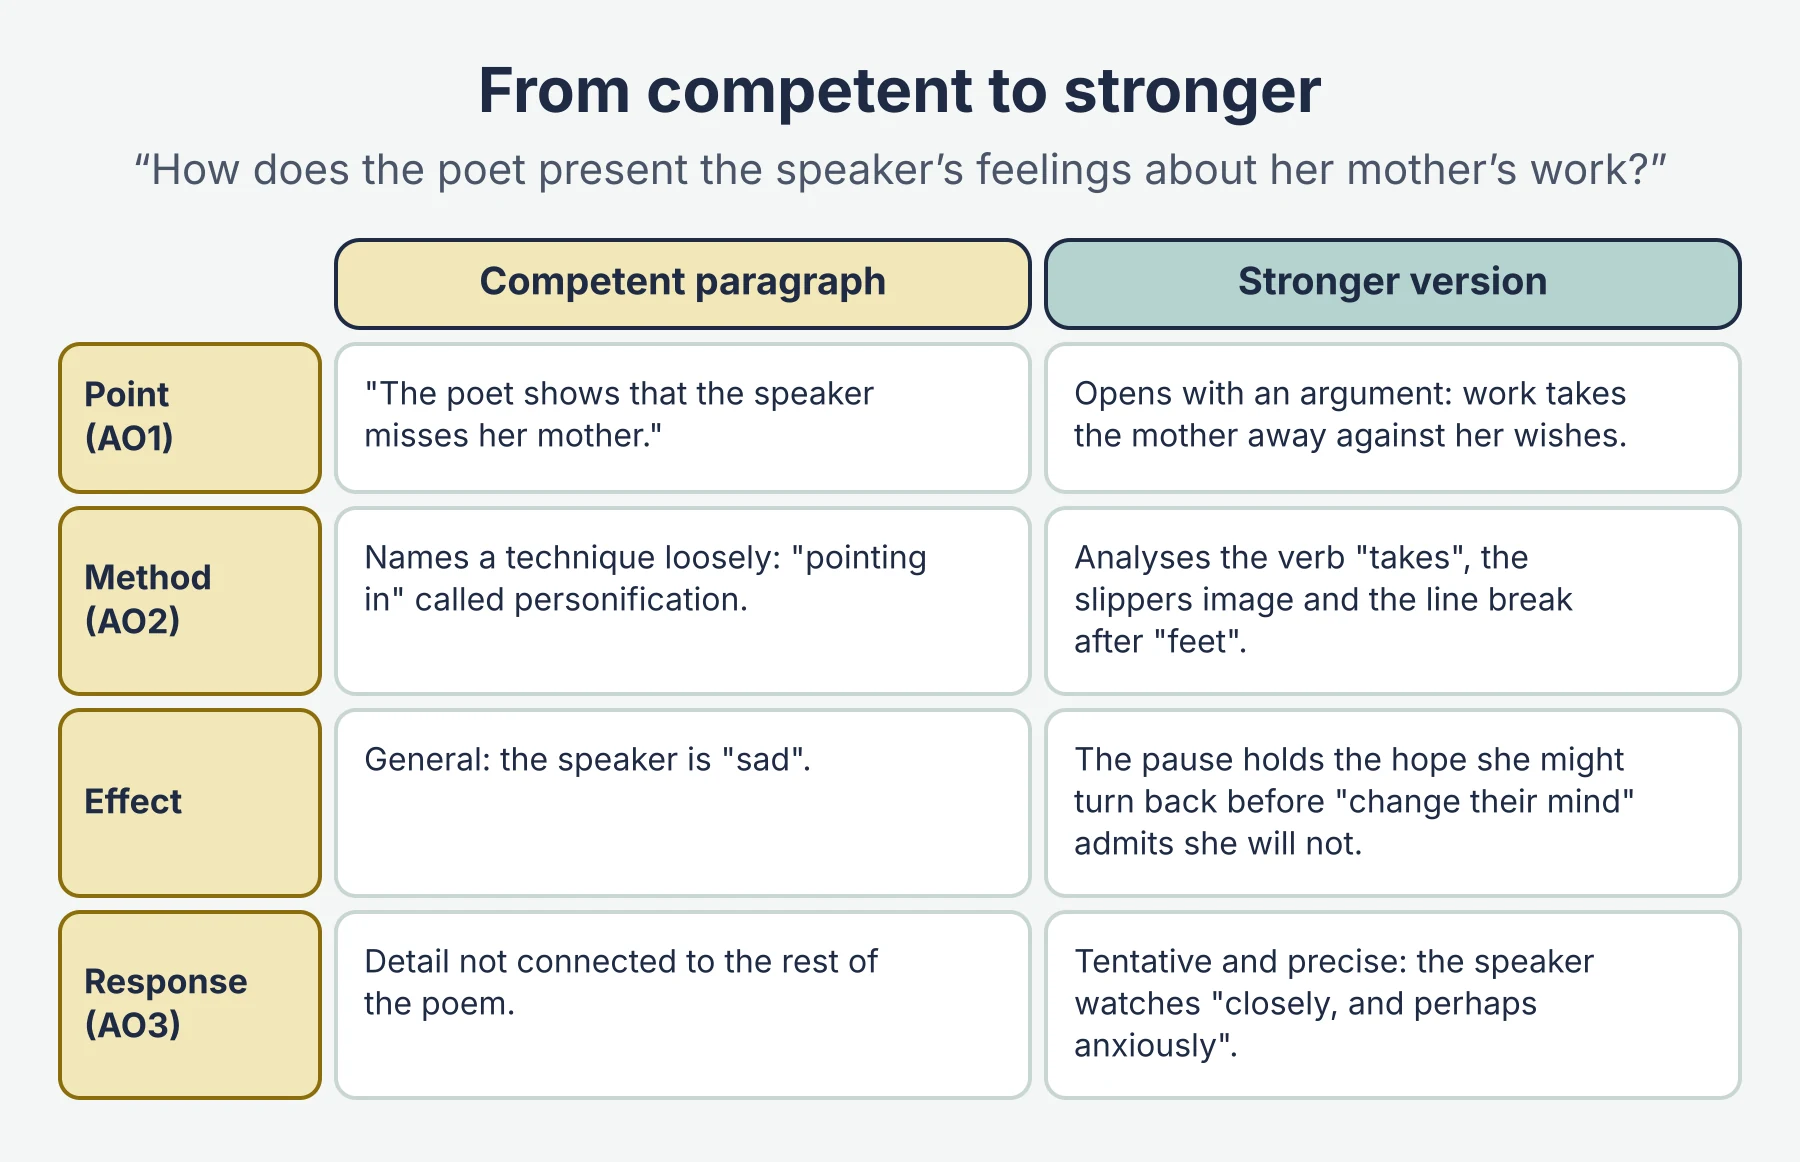 From competent to stronger
“How does the poet present the speaker’s feelings about her mother’s work?”
Competent paragraph
Stronger version
Point
(AO1)
"The poet shows that the speaker
misses her mother."
Opens with an argument: work takes
the mother away against her wishes.
Method
(AO2)
Names a technique loosely: "pointing
in" called personification.
Analyses the verb "takes", the
slippers image and the line break
after "feet".
Effect
General: the speaker is "sad".
The pause holds the hope she might
turn back before "change their mind"
admits she will not.
Response
(AO3)
Detail not connected to the rest of
the poem.
Tentative and precise: the speaker
watches "closely, and perhaps
anxiously".